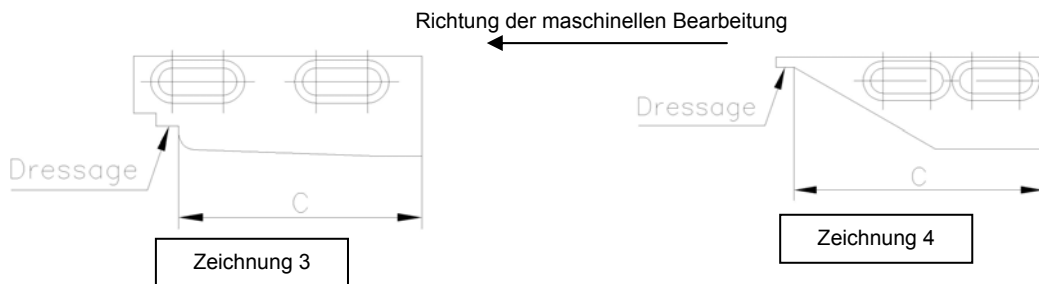 Richtung der maschinellen Bearbeitung
Dressage
C
Zeichnung 3
Dressage
C
Zeichnung 4